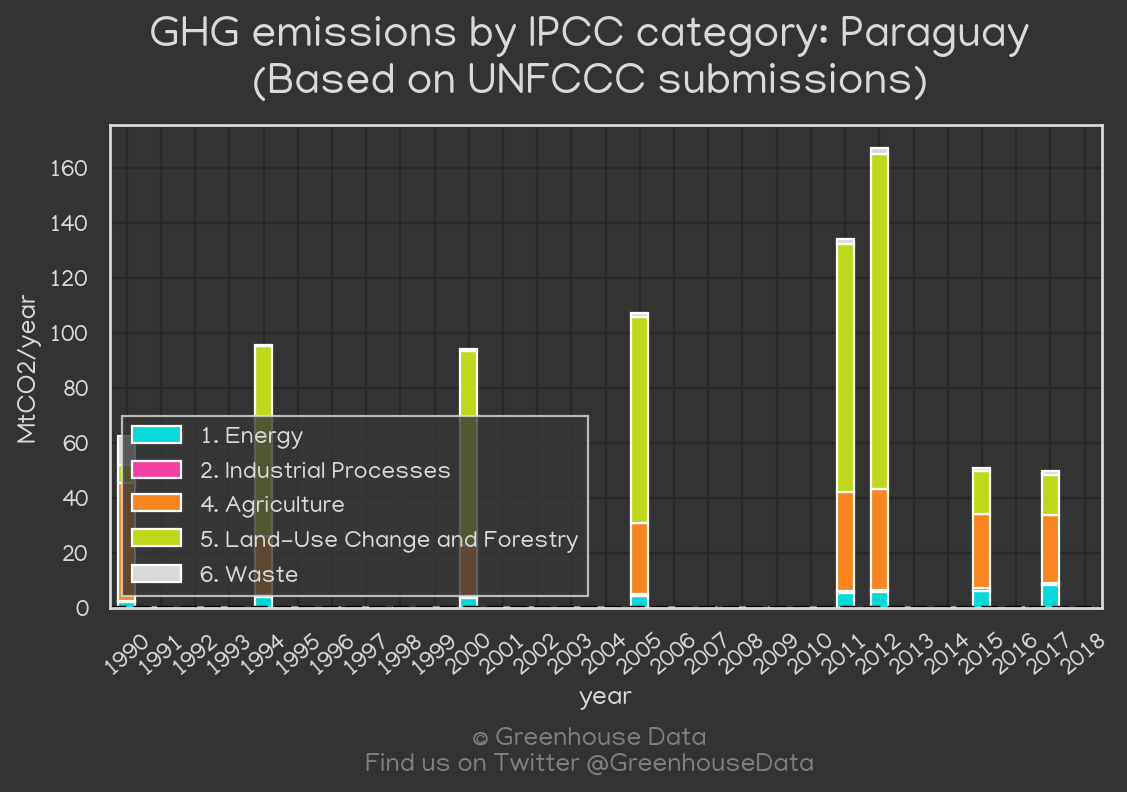 GHG emissions by IPCC category: Paraguay
(Based on UNFCCC submissions)
MtCO2/year
160
140
120
100
80
60
40
20
0
1. Energy
2. Industrial Processes
4. Agriculture
5. Land-Use Change and Forestry
6. Waste
1990 1991 1992 1993 1994 1995 1996 1997 1998 1999 2000 2001 2002 2003 2004 2005 2006 2007 2008 2009 2010 2011 2012 2013 2014 2015 2016 2017 2018
year
© Greenhouse Data
Find us on Twitter @GreenhouseData